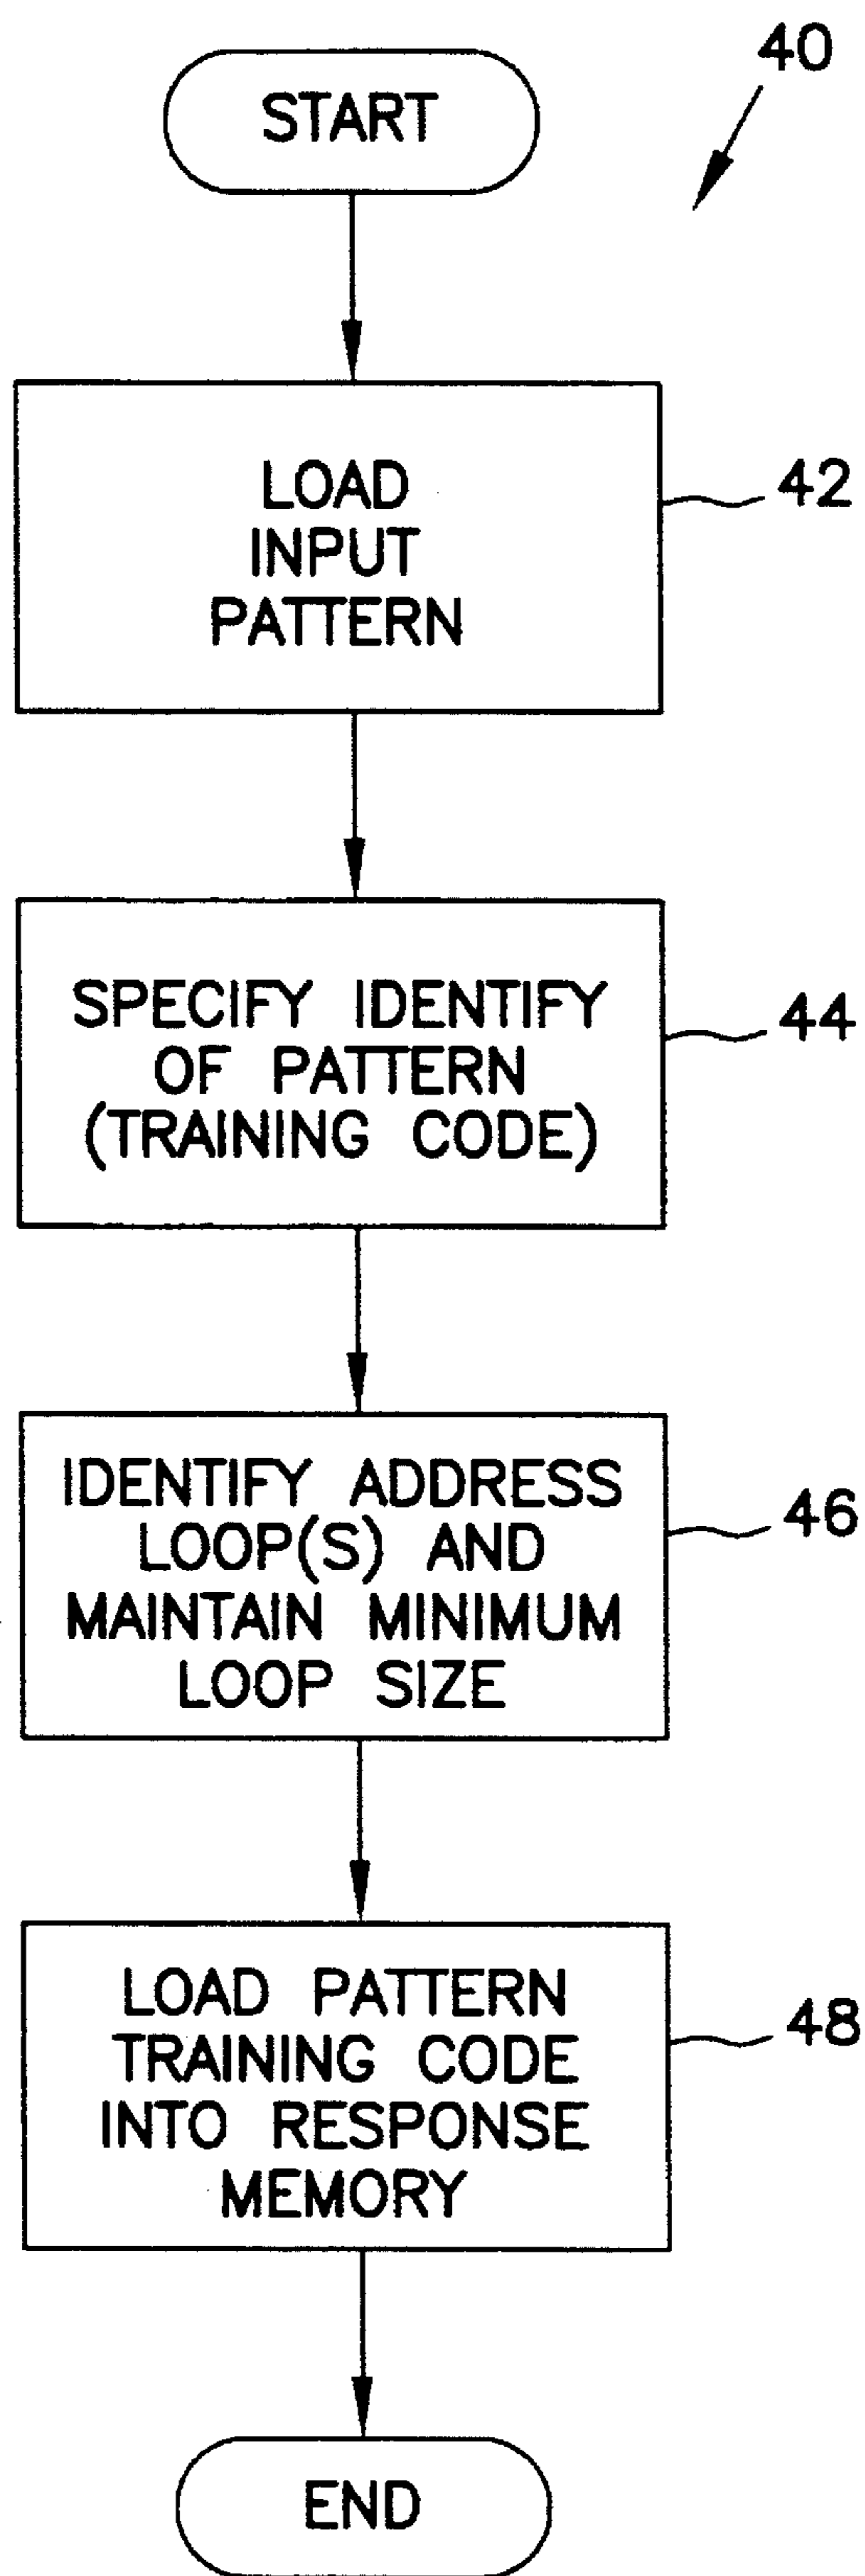 40
START
LOAD
INPUT
PATTERN
42
SPECIFY IDENTIFY
OF PATTERN
(TRAINING CODE)
44
IDENTIFY ADDRESS
LOOP(S) AND
MAINTAIN MINIMUM
LOOP SIZE
46
LOAD PATTERN
TRAINING CODE
INTO RESPONSE
MEMORY
48
END